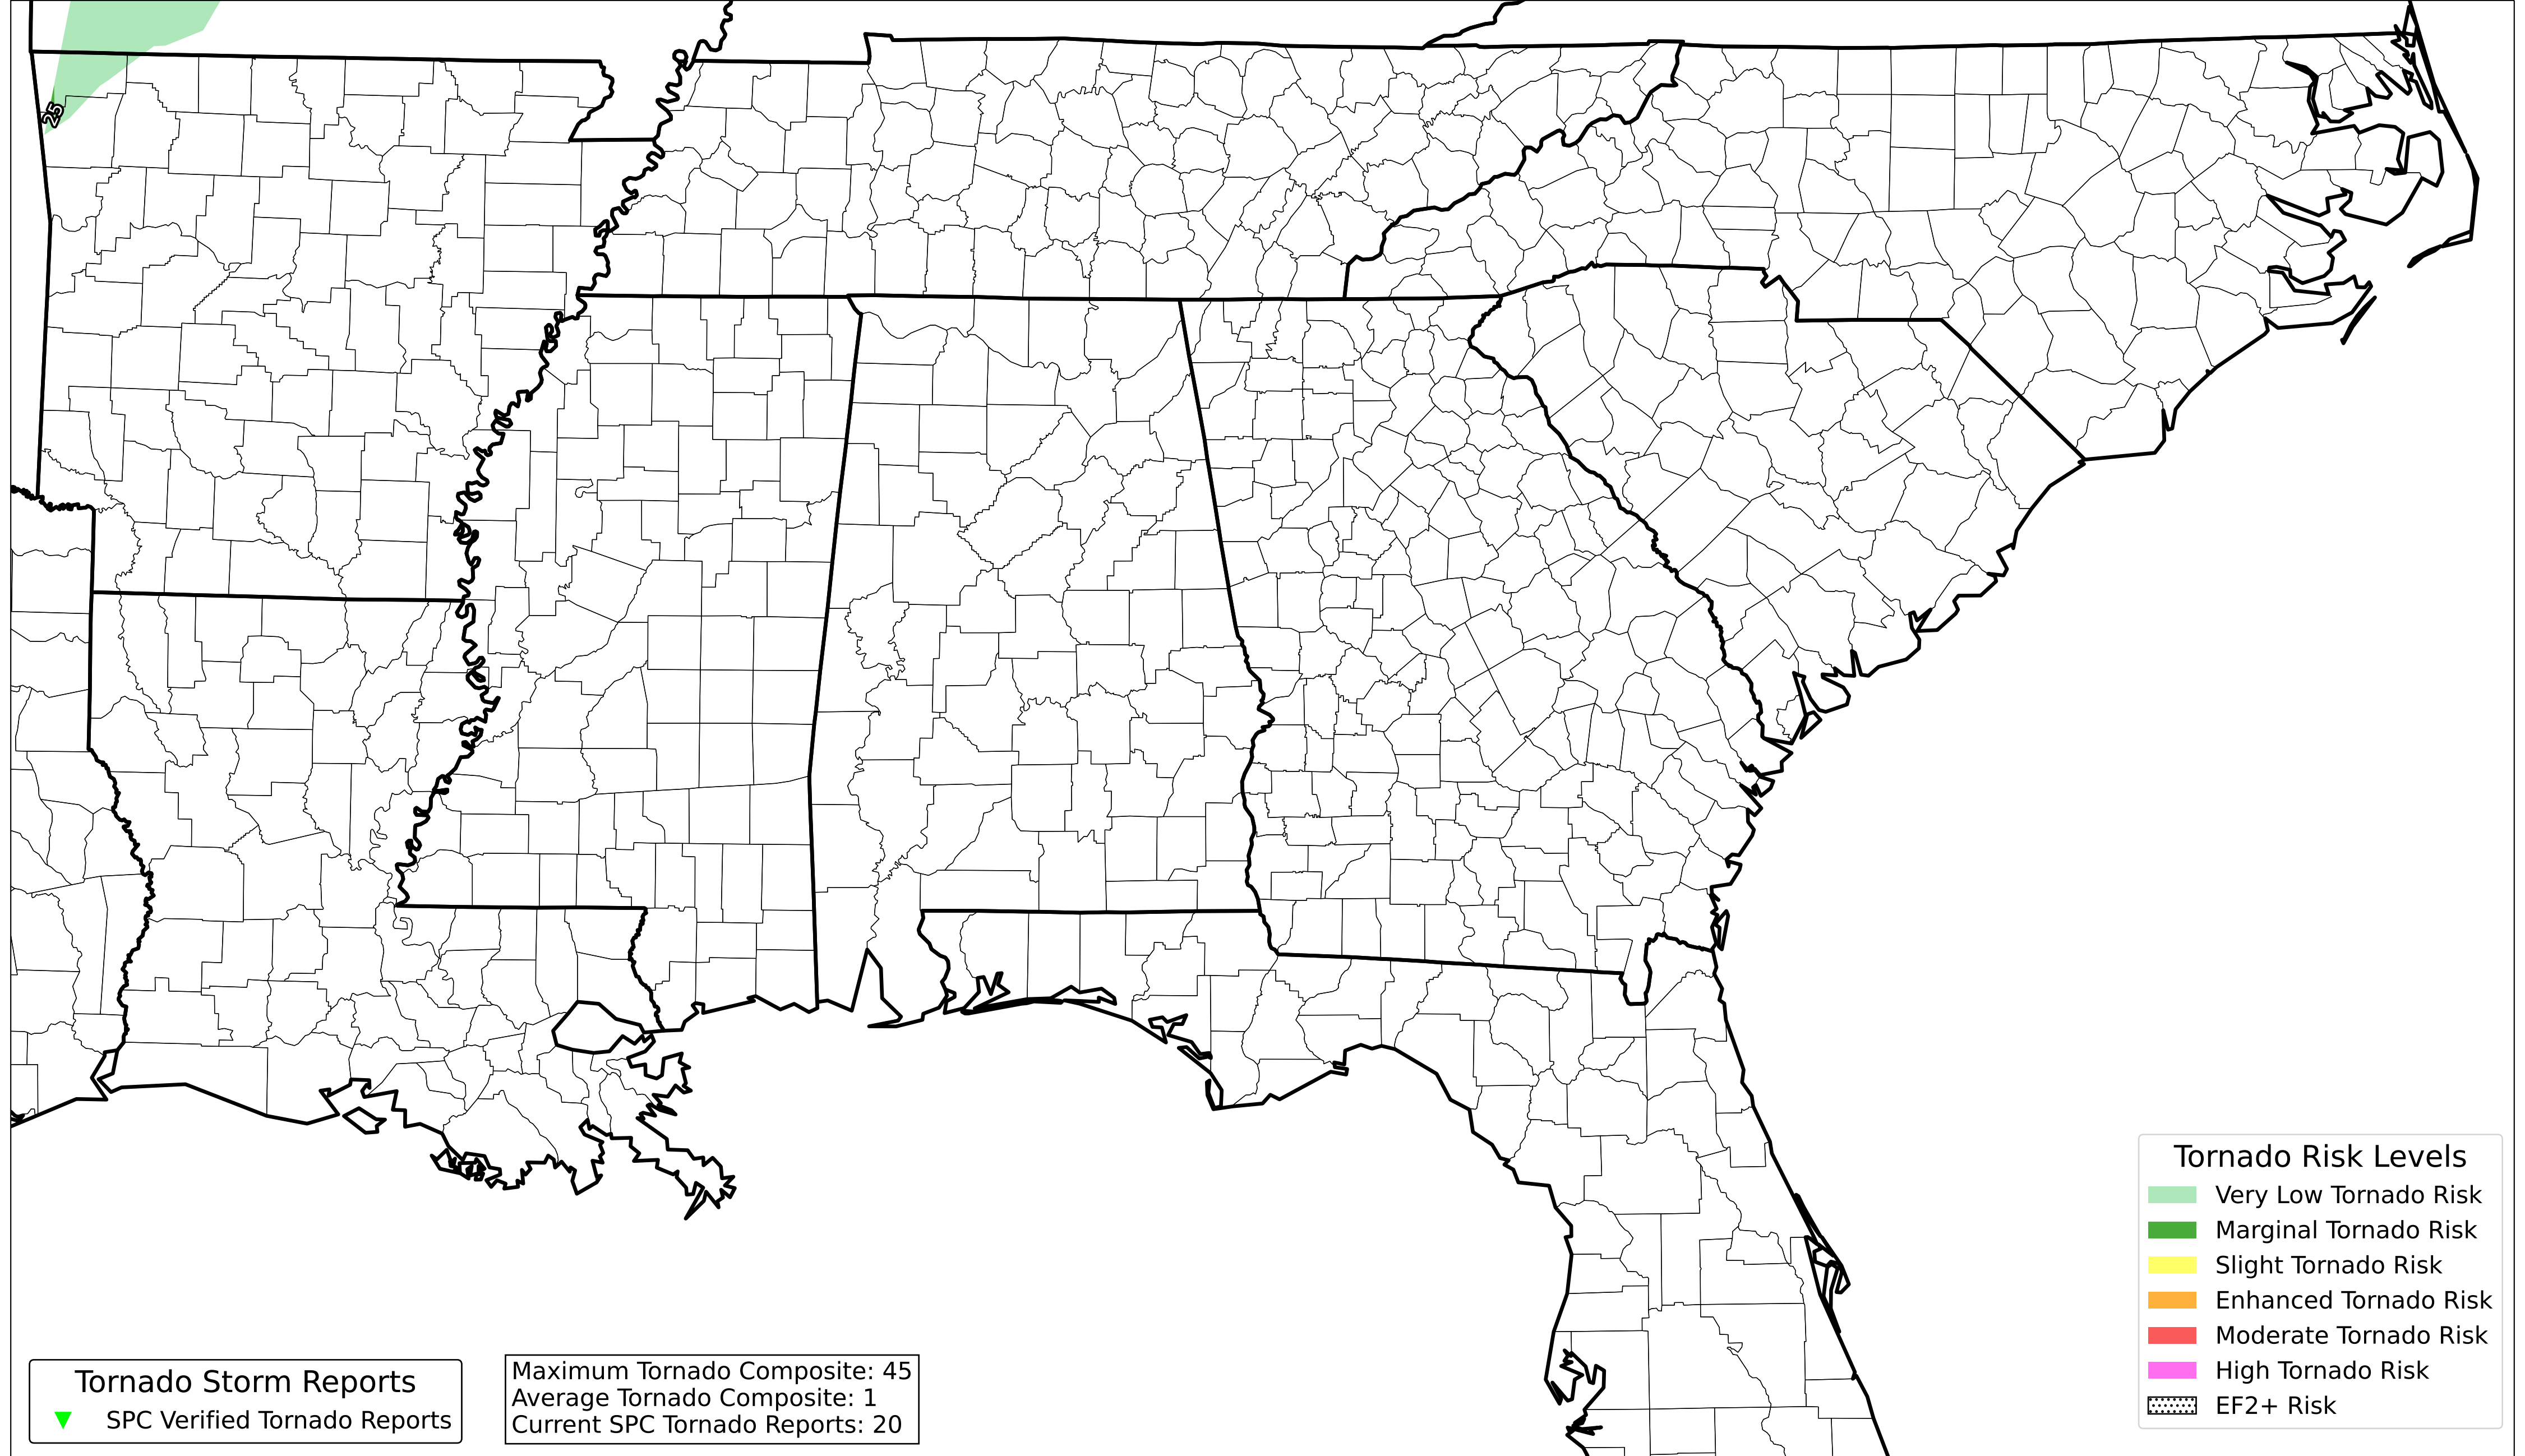 25
Tornado Risk Levels
Very Low Tornado Risk
Marginal Tornado Risk
Slight Tornado Risk
Enhanced Tornado Risk
Moderate Tornado Risk
High Tornado Risk
EF2+ Risk
Tornado Storm Reports
SPC Verified Tornado Reports
Maximum Tornado Composite: 45
Average Tornado Composite: 1
Current SPC Tornado Reports: 20